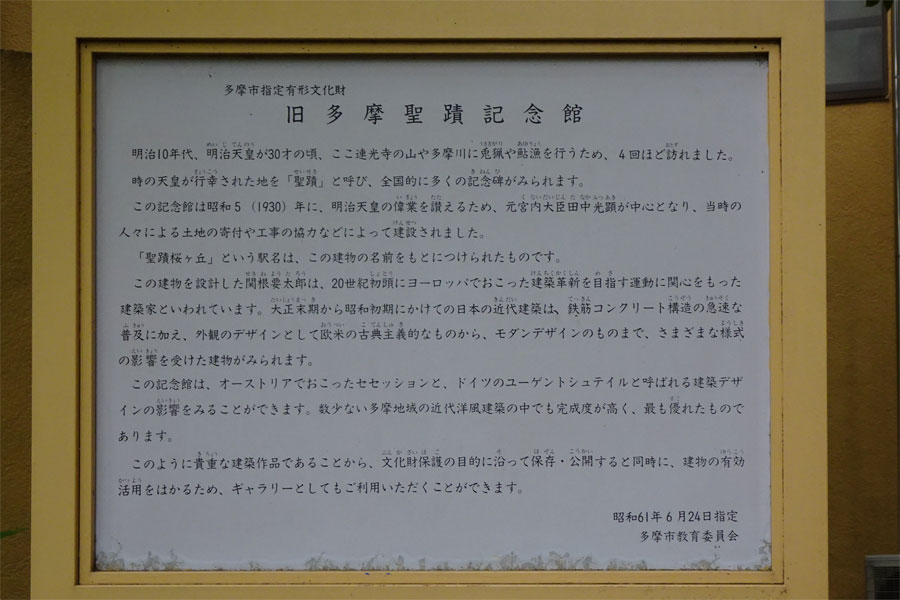 多摩市指定有形文化財
旧多摩聖蹟記念館
明治10年代、明治天皇が30才の頃、ここ連光寺の山や多摩川に兎猟や鮎漁を行うため、4回ほど訪れました。
時の天皇が行幸された地を「聖蹟」と呼び、全国的に多くの記念碑がみられます。
この記念館は昭和5（1930）年に、明治天皇の偉業を讃えるため、元宮内大臣田中光顕が中心となり、当時の
人々による土地の寄付や工事の協力などによって建設されました。
「聖蹟桜ヶ丘」という駅名は、この建物の名前をもとにつけられたものです。
この建物を設計した関根要太郎は、20世紀初頭にヨーロッパでおこった建築革新を目指す運動に関心をもった
建築家といわれています。大正末期から昭和初期にかけての日本の近代建築は、鉄筋コンクリート構造の急速な
普及に加え、外観のデザインとして欧米の古典主義的なものから、モダンデザインのものまで、さまざまな様式
の影響を受けた建物がみられます。
この記念館は、オーストリアでおこったセセッションと、ドイツのユーゲントシュテイルと呼ばれる建築デザ
インの影響をみることができます。数少ない多摩地域の近代洋風建築の中でも完成度が高く、最も優れたもので
あります。
このように貴重な建築作品であることから、文化財保護の目的に沿って保存・公開すると同時に、建物の有効
活用をはかるため、ギャラリーとしてもご利用いただくことができます。
昭和61年6月24日指定
多摩市教育委員会